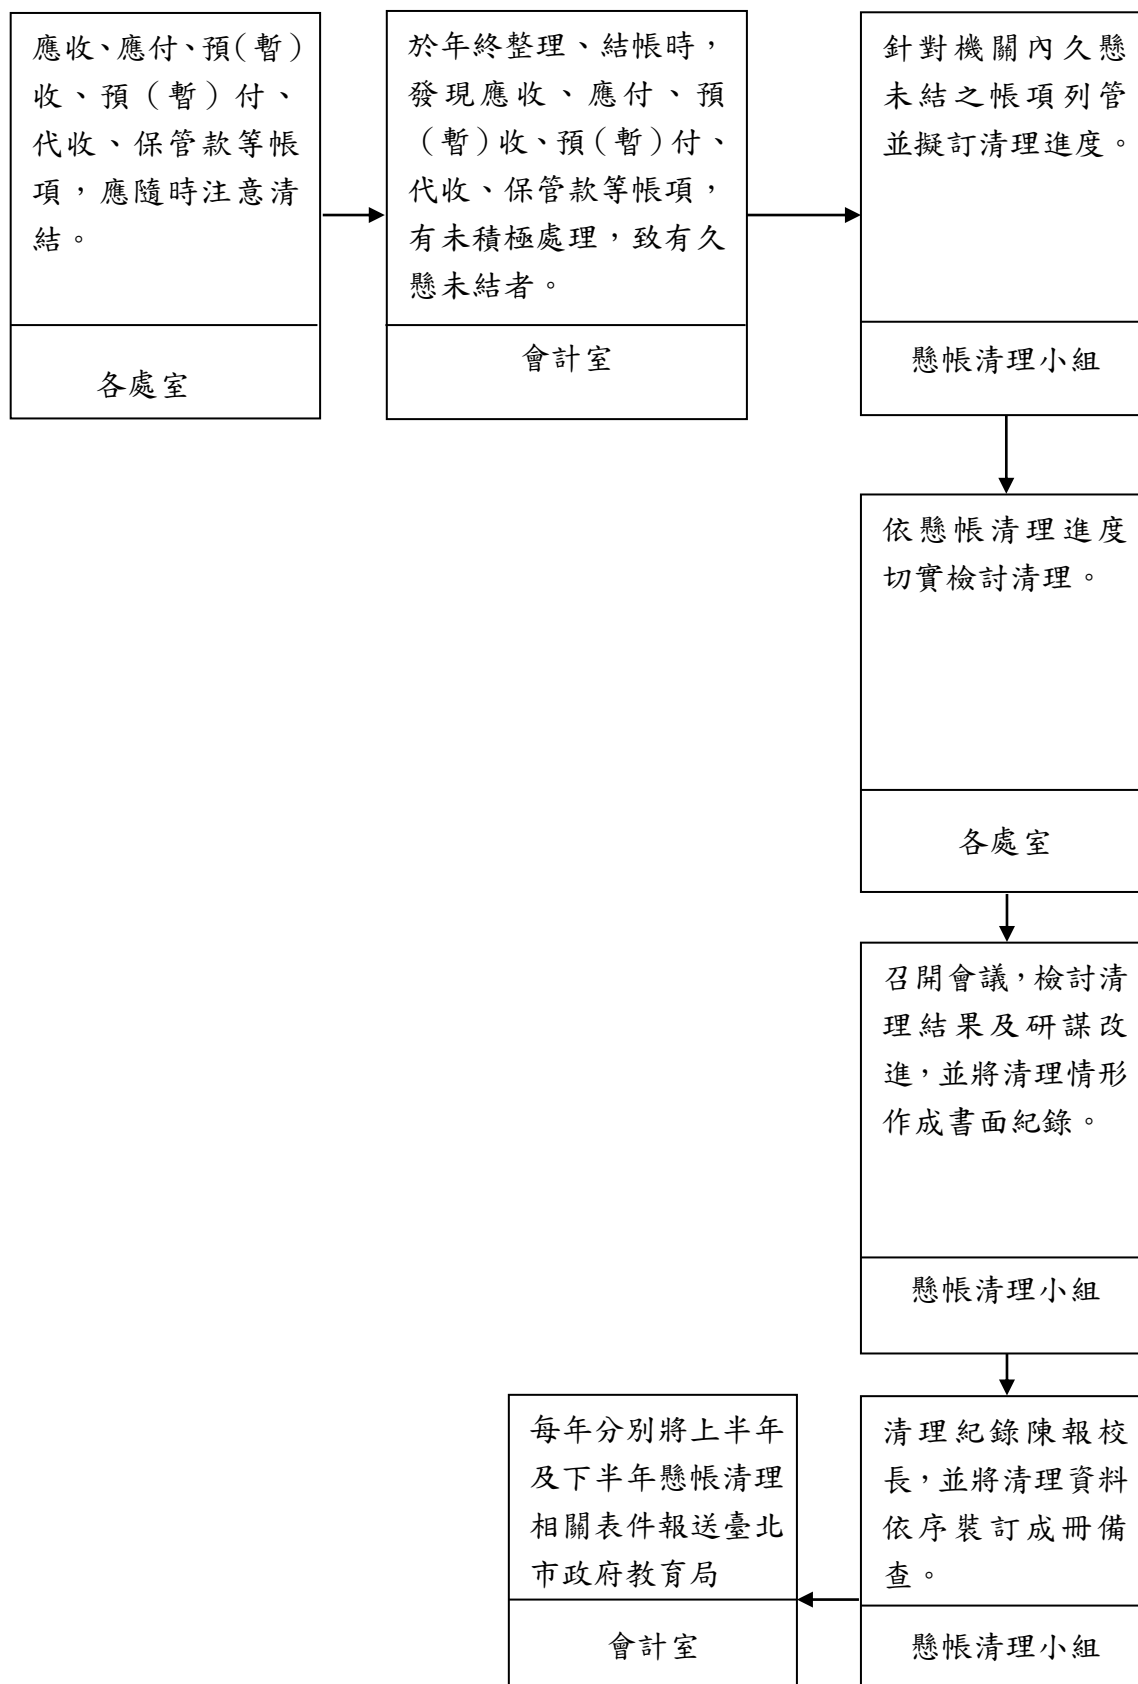 應收、應付、預(暫)
收、預（暫）付、
代收、保管款等帳
項，應隨時注意清
結。
各處室
於年終整理、結帳時，
發現應收、應付、預
（暫）收、預（暫）付、
代收、保管款等帳項，
有未積極處理，致有久
懸未結者。
會計室
針對機關內久懸
未結之帳項列管
並擬訂清理進度。
懸帳清理小組
依懸帳清理進度
切實檢討清理。
各處室
召開會議，檢討清
理結果及研謀改
進，並將清理情形
作成書面紀錄。
懸帳清理小組
清理紀錄陳報校
長，並將清理資料
依序裝訂成冊備
查。
懸帳清理小組
每年分別將上半年
及下半年懸帳清理
相關表件報送臺北
市政府教育局
會計室